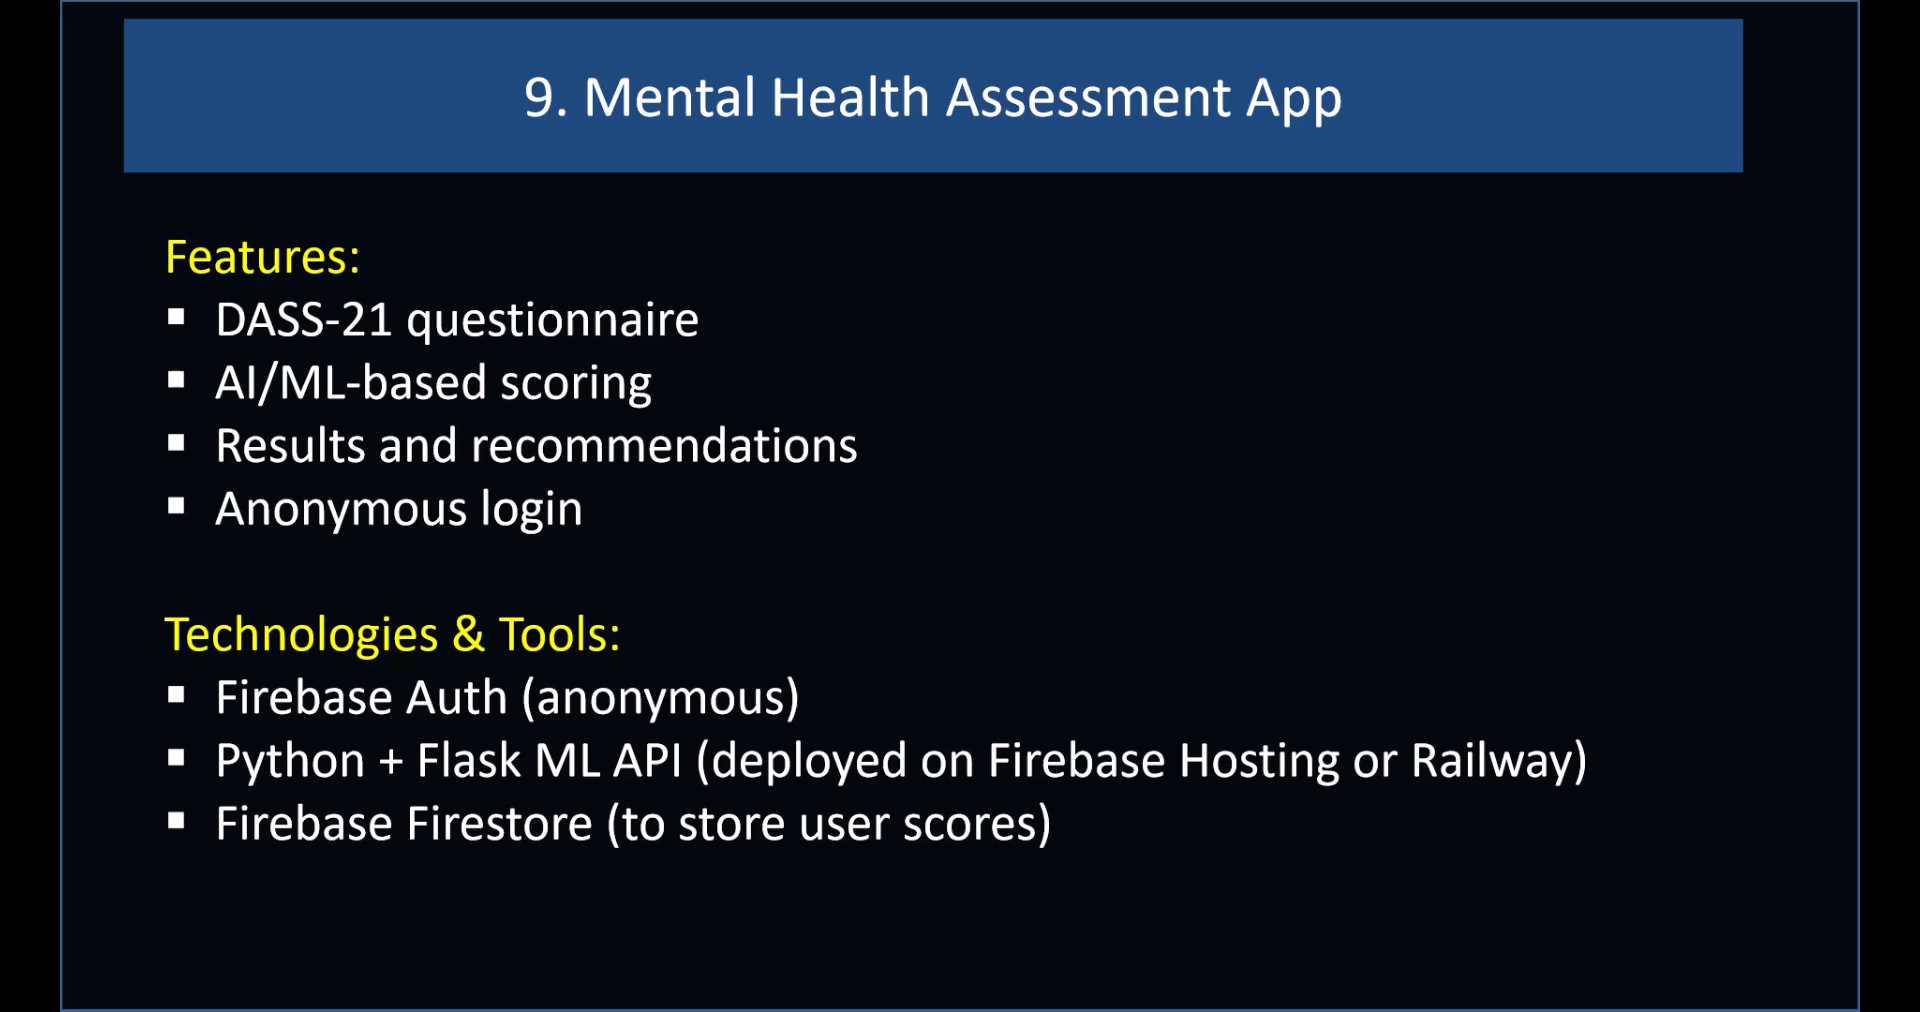 9. Mental Health Assessment App
Features:
▪ DASS-21 questionnaire
▪ AI/ML-based scoring
▪ Results and recommendations
▪ Anonymous login
Technologies & Tools:
▪ Firebase Auth (anonymous)
▪ Python + Flask ML API (deployed on Firebase Hosting or Railway)
▪ Firebase Firestore (to store user scores)